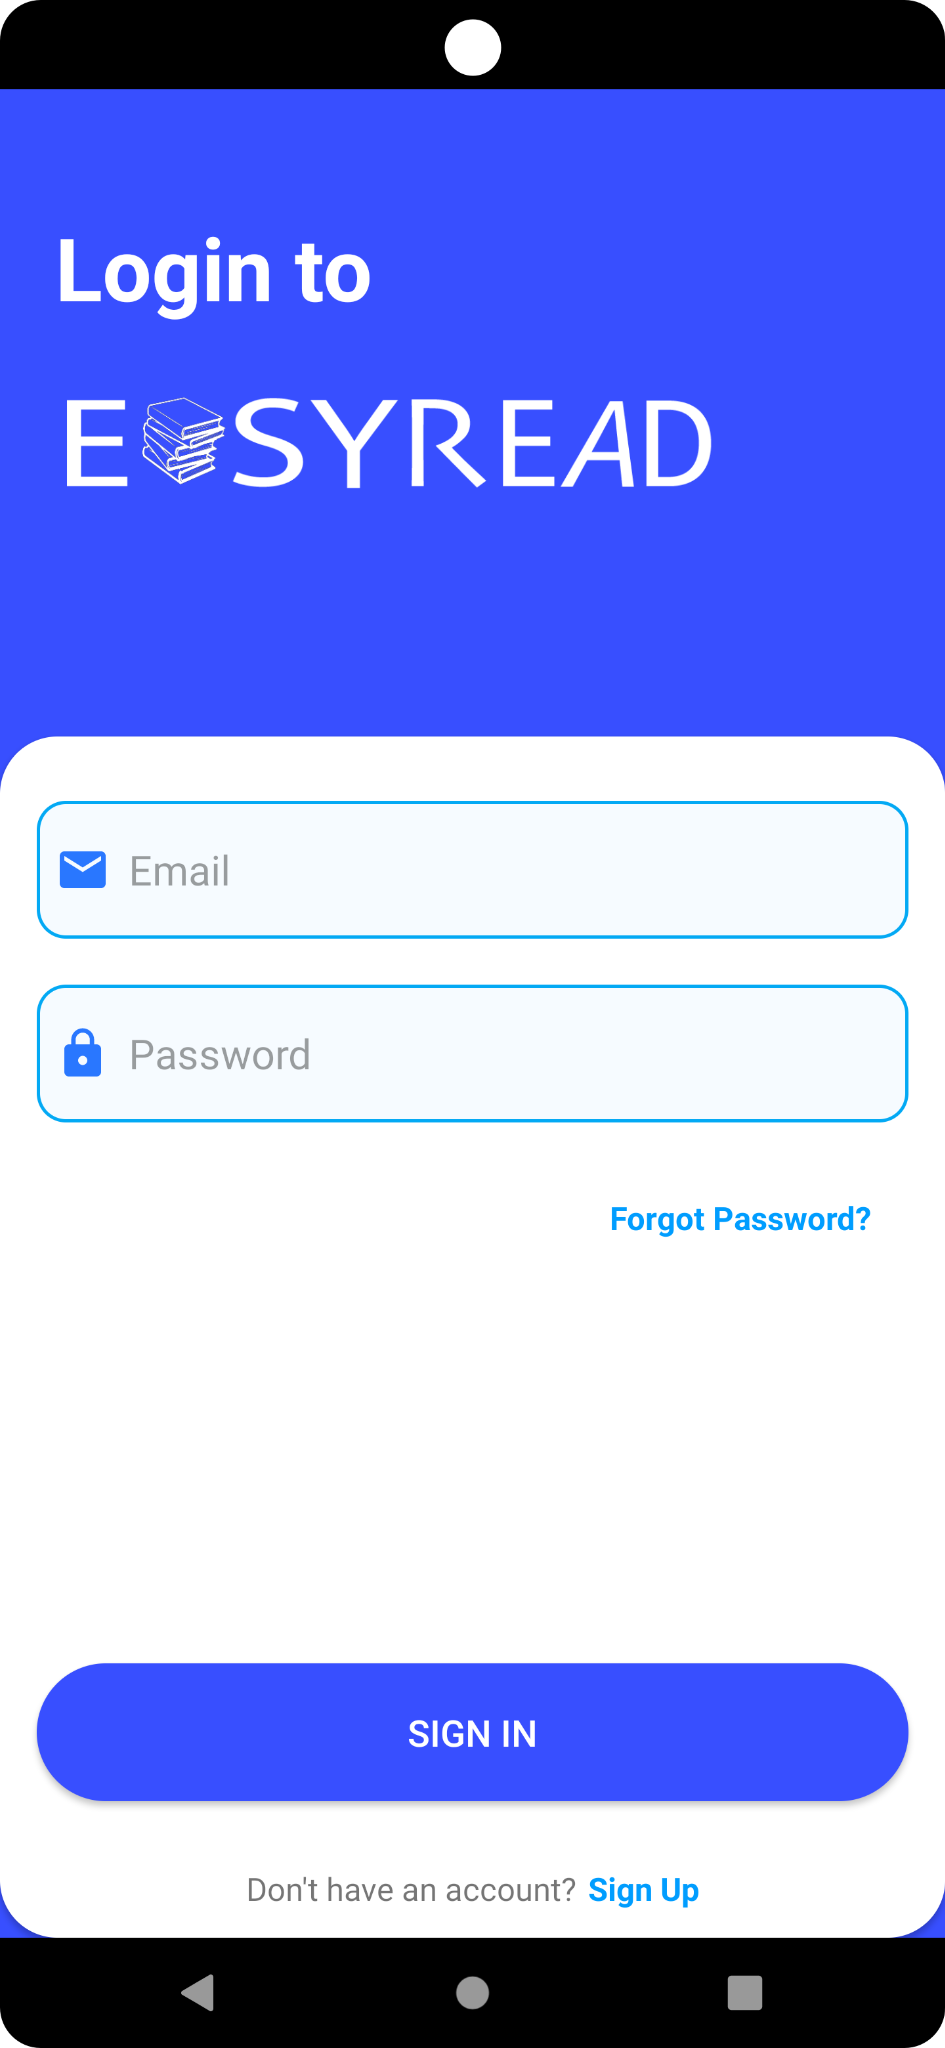 Login to
EASYREAD
Email
Password
Forgot Password?
SIGN IN
Don't have an account? Sign Up